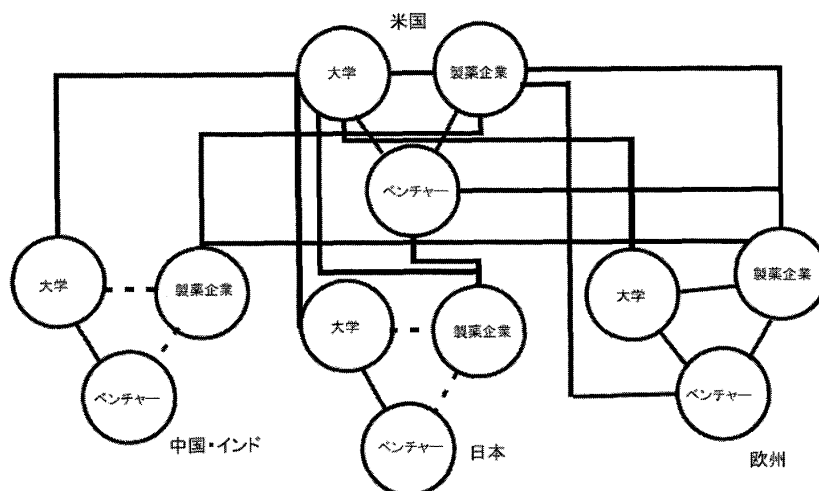 米国
大学
製薬企業
ベンチャー
大学
製薬企業
ベンチャー
中国・インド
大学
製薬企業
ベンチャー
日本
大学
製薬企業
ベンチャー
欧州